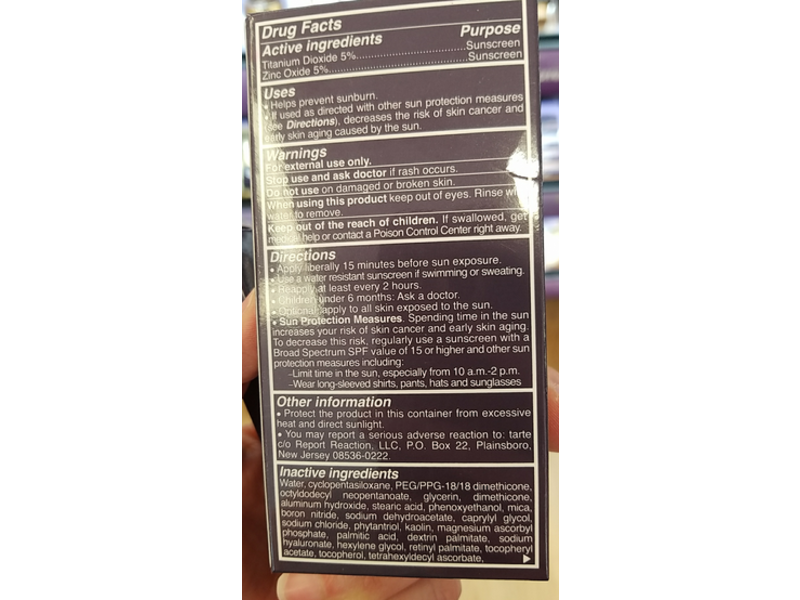 Drug Facts
Active ingredients Purpose
Titanium Dioxide 5%..............................Sunscreen
Zinc Oxide 5%.......................................Sunscreen
Uses
• Helps prevent sunburn.
• If used as directed with other sun protection measures
(see Directions), decreases the risk of skin cancer and
early skin aging caused by the sun.
Warnings
For external use only.
Stop use and ask doctor if rash occurs.
Do not use on damaged or broken skin.
When using this product keep out of eyes. Rinse with
water to remove.
Keep out of the reach of children. If swallowed, get
medical help or contact a Poison Control Center right away.
Directions
• Apply liberally 15 minutes before sun exposure.
• Use a water resistant sunscreen if swimming or sweating.
• Reapply at least every 2 hours.
• Children under 6 months: Ask a doctor.
• Optional: apply to all skin exposed to the sun.
• Sun Protection Measures. Spending time in the sun
increases your risk of skin cancer and early skin aging.
To decrease this risk, regularly use a sunscreen with a
Broad Spectrum SPF value of 15 or higher and other sun
protection measures including:
–Limit time in the sun, especially from 10 a.m.-2 p.m.
–Wear long-sleeved shirts, pants, hats and sunglasses
Other information
• Protect the product in this container from excessive
heat and direct sunlight.
• You may report a serious adverse reaction to: tarte
c/o Report Reaction, LLC, P.O. Box 22, Plainsboro,
New Jersey 08536-0222.
Inactive ingredients
Water, cyclopentasiloxane, PEG/PPG-18/18 dimethicone,
octyldodecyl neopentanoate, glycerin, dimethicone,
aluminum hydroxide, stearic acid, phenoxyethanol, mica,
boron nitride, sodium dehydroacetate, caprylyl glycol,
sodium chloride, phytantriol, kaolin, magnesium ascorbyl
phosphate, palmitic acid, dextrin palmitate, sodium
hyaluronate, hexylene glycol, retinyl palmitate, tocopheryl
acetate, tocopherol, tetrahexyldecyl ascorbate,